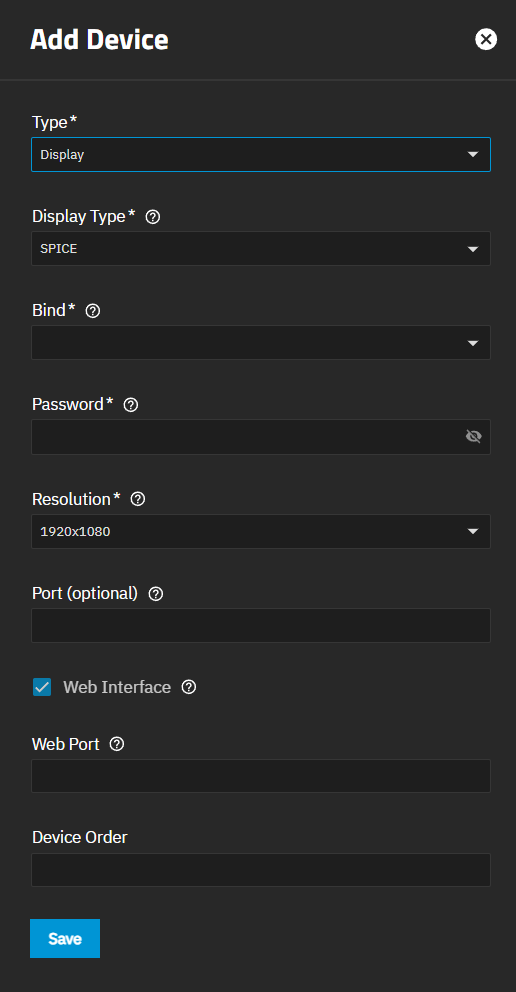 Add Device
Type*
Display
Display Type*
SPICE
Bind*
Password*
Resolution*
1920x1080
Port (optional)
Web Interface
Web Port
Device Order
Save